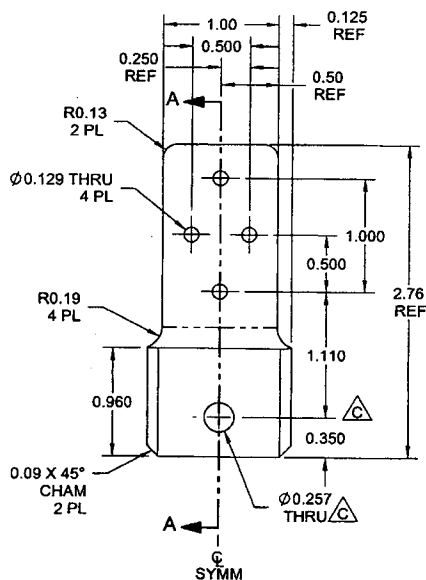 1.00
0.125
REF
0.500
0.250
REF
0.50
REF
A
R0.13
2 PL
Ø0.129 THRU
4 PL
1.000
0.500
2.76
REF
R0.19
4 PL
1.110
0.960
C
0.350
0.09 X 45°
CHAM
2 PL
Ø0.257
THRU C
A
℄
SYMM